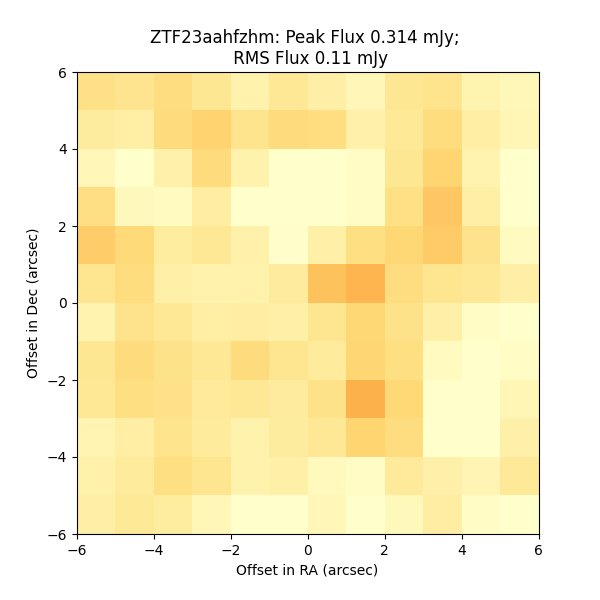 ZTF23aahfzhm: Peak Flux 0.314 mJy;
RMS Flux 0.11 mJy
6
4
2
0
−2
−4
−6
Offset in Dec (arcsec)
−6 −4 −2 0 2 4 6
Offset in RA (arcsec)